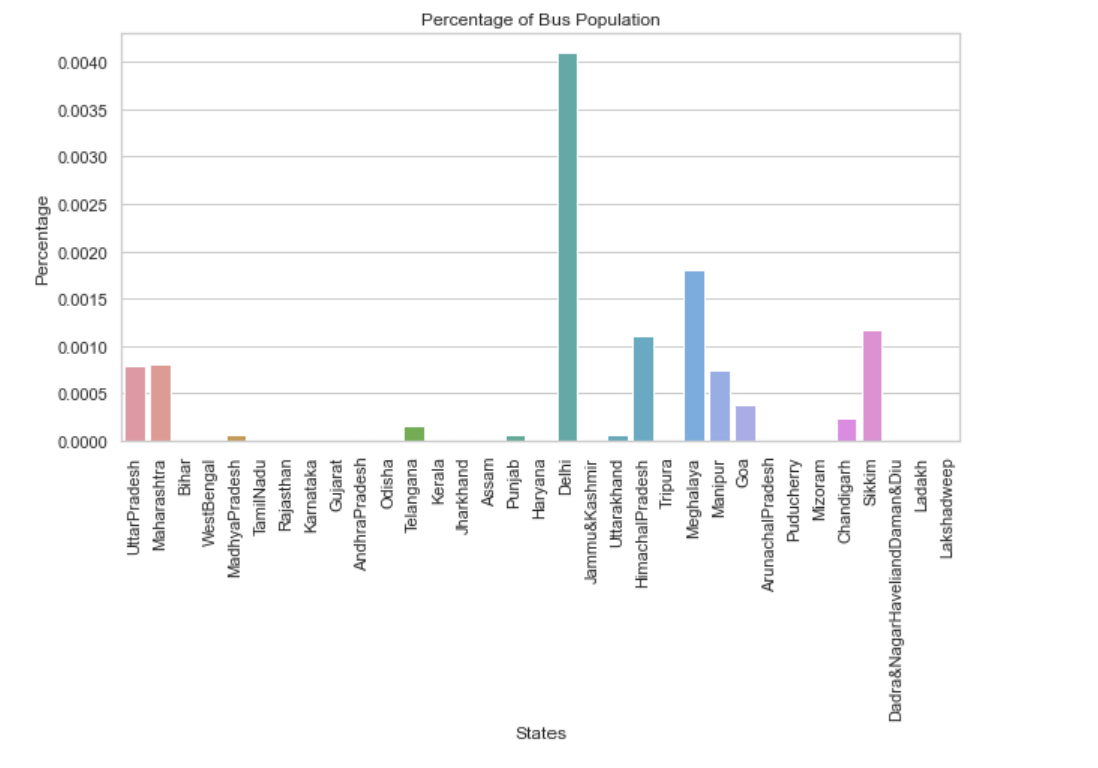 Percentage of Bus Population
Percentage
0.0040
0.0035
0.0030
0.0025
0.0020
0.0015
0.0010
0.0005
0.0000
UttarPradesh
Maharashtra
Bihar
WestBengal
MadhyaPradesh
TamilNadu
Rajasthan
Karnataka
Gujarat
AndhraPradesh
Odisha
Telangana
Kerala
Jharkhand
Assam
Punjab
Haryana
Delhi
Jammu&Kashmir
Uttarakhand
HimachalPradesh
Tripura
Meghalaya
Manipur
Goa
ArunachalPradesh
Puducherry
Mizoram
Chandigarh
Sikkim
Dadra&NagarHaveliandDaman&Diu
Ladakh
Lakshadweep
States